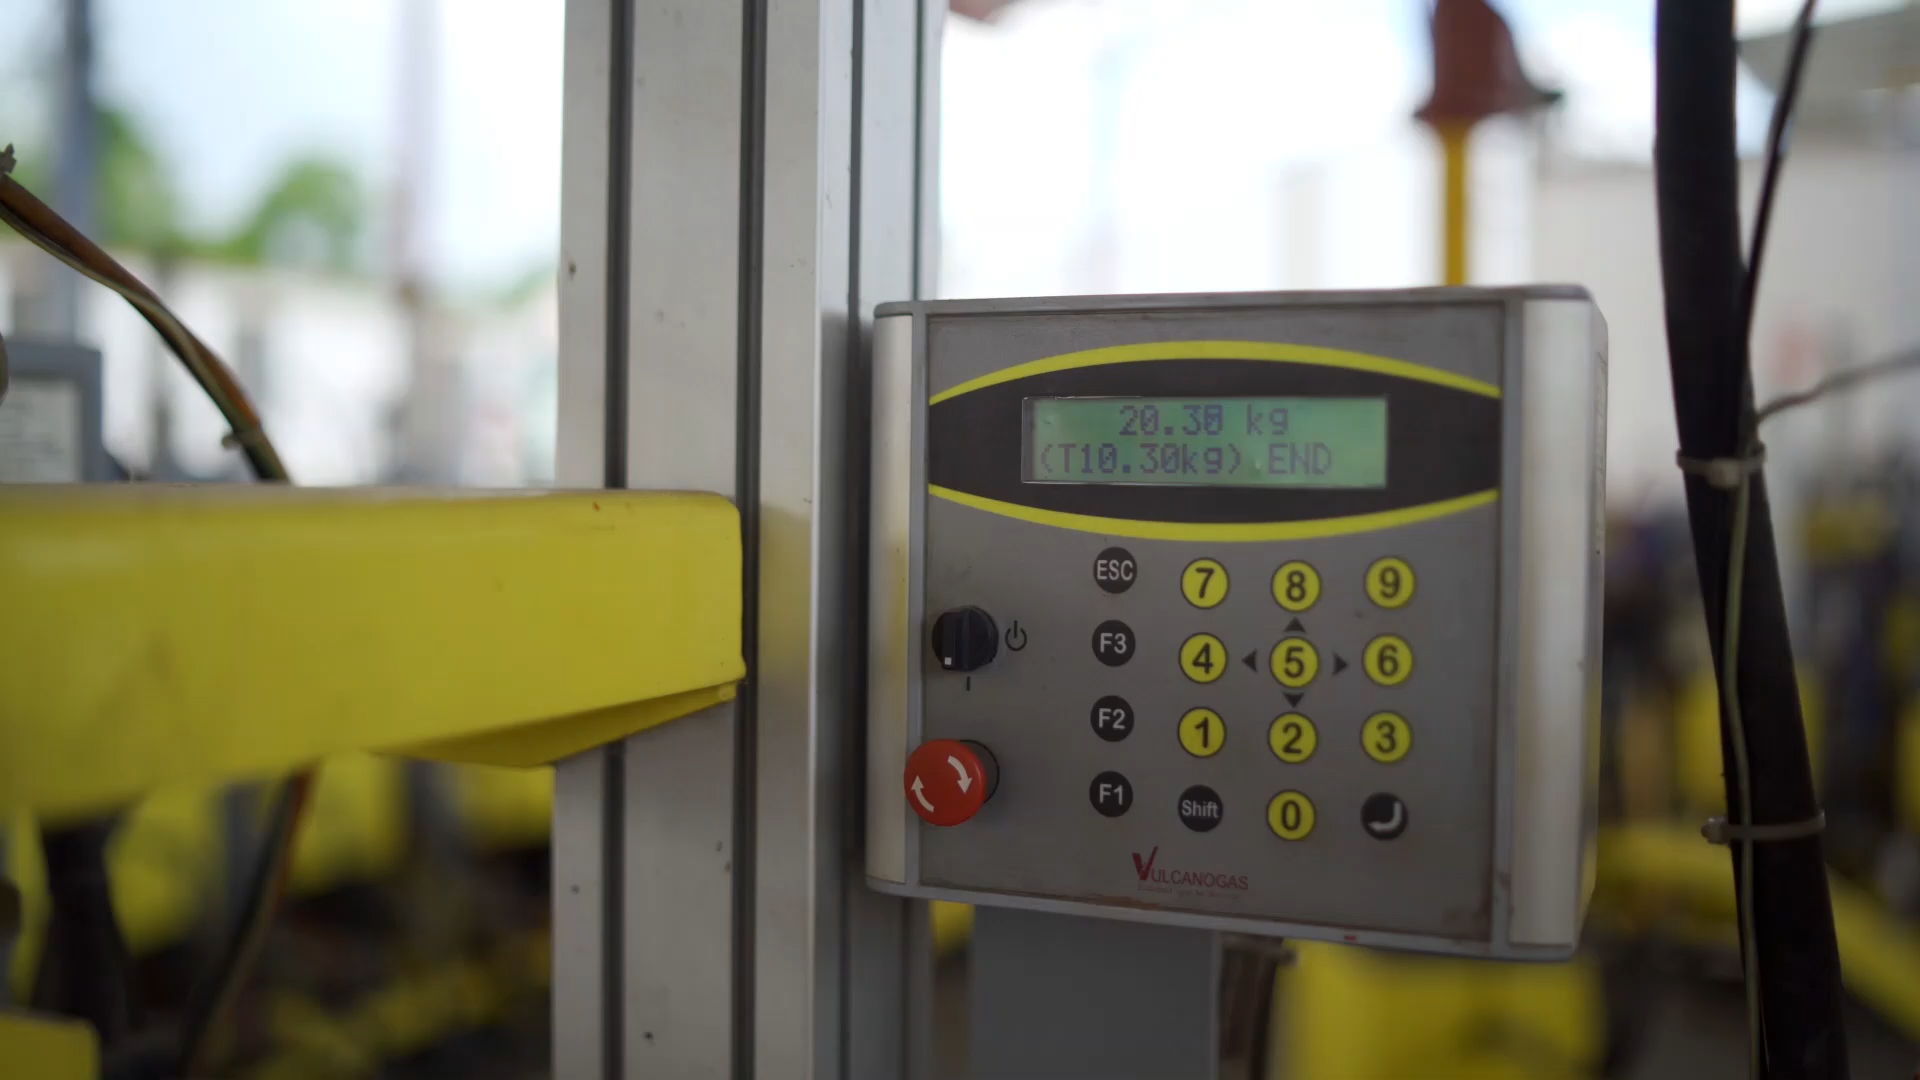 20.30 kg
(T10.30kg) END
ESC 7 8 9
F3 4 5 6
F2 1 2 3
F1 Shift 0
VULCANOGAS